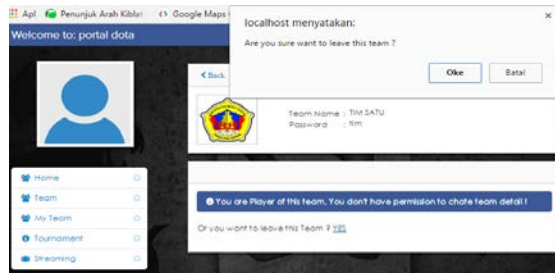 Apl Penunjuk Arah Kiblat Google Maps
Welcome to: portal dota
localhost menyatakan:
Are you sure want to leave this team ?
Oke Batal
Back
Team Name : TIM SATU
Password : tim
Home
Team
My Team
Tournament
Streaming
You are Player of this team, You don't have permission to chate team detail !
Or you want to leave this Team ? YES